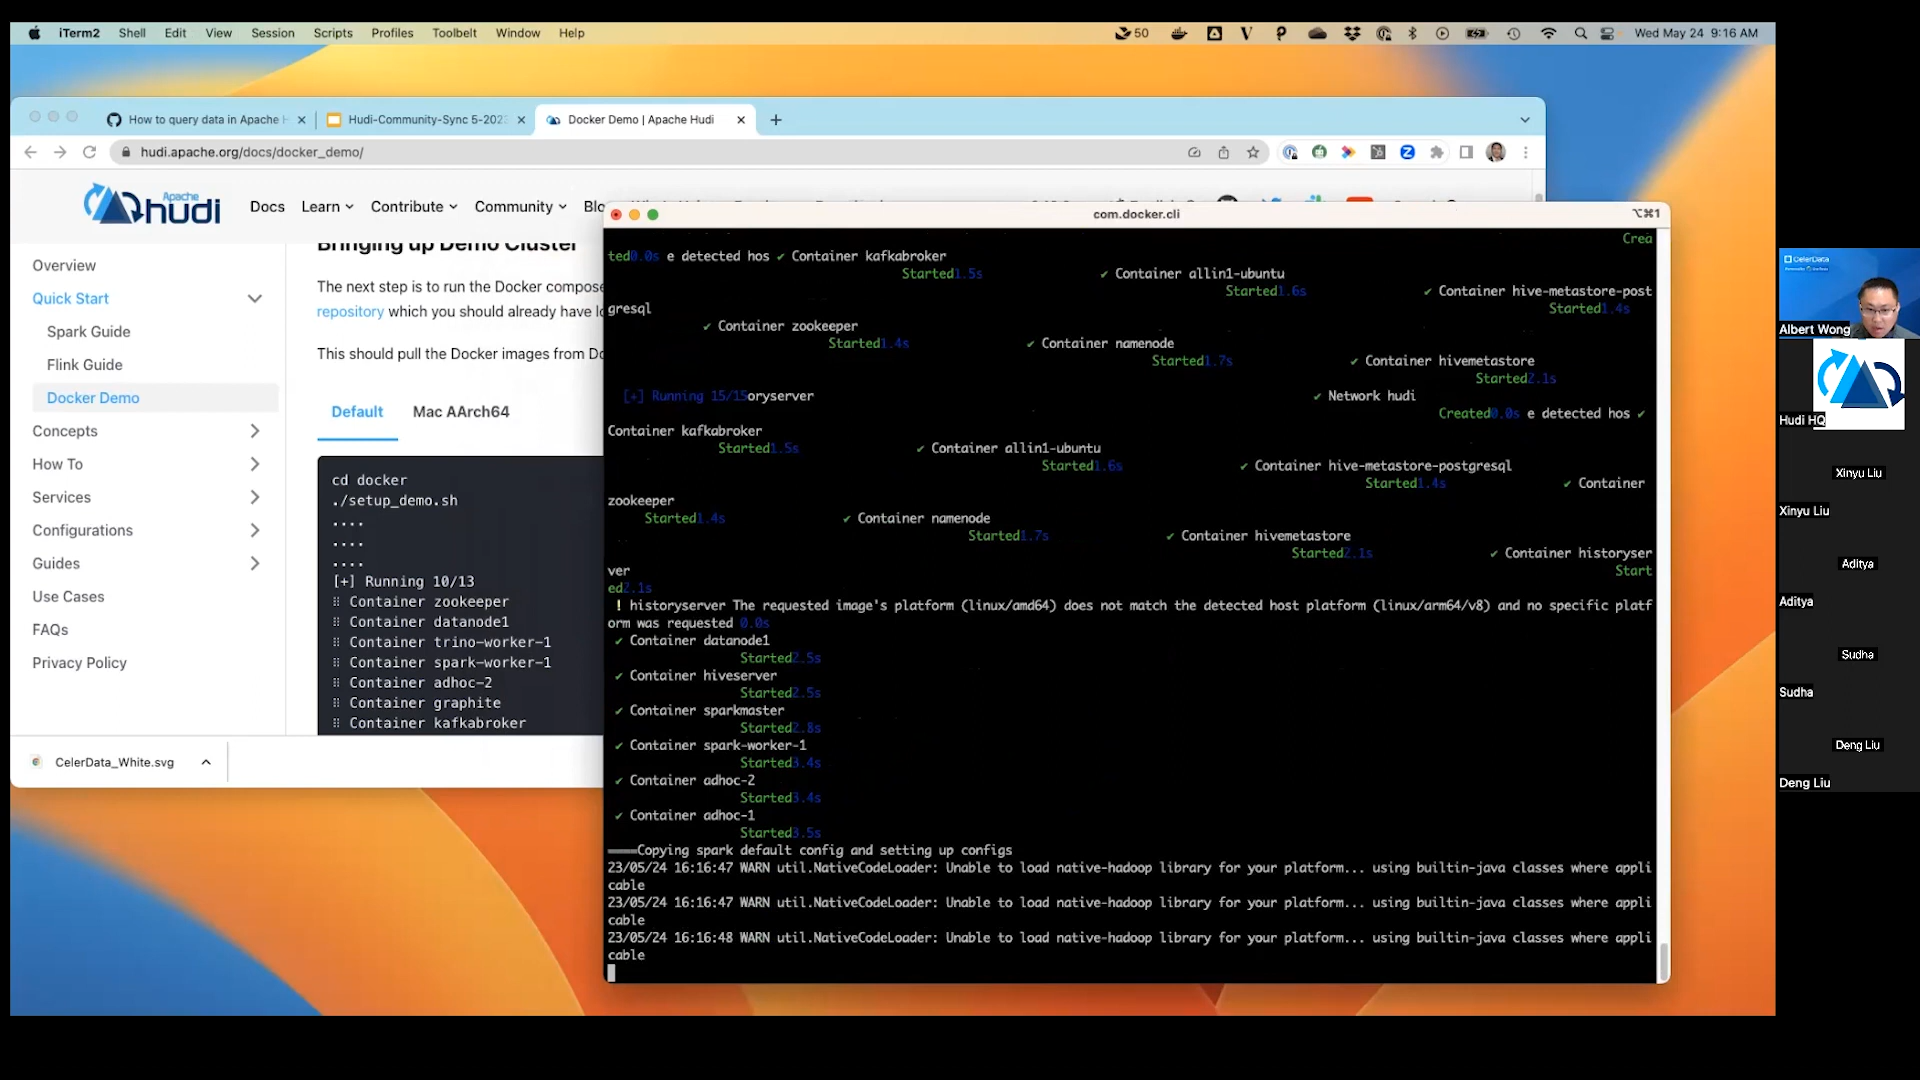 iTerm2 Shell Edit View Session Scripts Profiles Toolbelt Window Help 50 Wed May 24 9:16 AM
How to query data in Apache H
Hudi-Community-Sync 5-202
Docker Demo | Apache Hudi
hudi.apache.org/docs/docker_demo/
Apache hudi
Docs Learn Contribute Community
Overview
Quick Start
Spark Guide
Flink Guide
Docker Demo
Concepts
How To
Services
Configurations
Guides
Use Cases
FAQs
Privacy Policy
Bringing up Demo Cluster
The next step is to run the Docker compose
repository which you should already have
This should pull the Docker images from
Default Mac AArch64
cd docker
./setup_demo.sh
....
....
....
[+] Running 10/13
⠿ Container zookeeper
⠿ Container datanode1
⠿ Container trino-worker-1
⠿ Container spark-worker-1
⠿ Container adhoc-2
⠿ Container graphite
⠿ Container kafkabroker
CelerData_White.svg
com.docker.cli ⌥⌘1
Crea
ted0.0s e detected hos ✔ Container kafkabroker
Started1.5s ✔ Container allin1-ubuntu
Started1.6s ✔ Container hive-metastore-post
gresql Started1.4s
✔ Container zookeeper
Started1.4s ✔ Container namenode
Started1.7s ✔ Container hivemetastore
Started2.1s
[+] Running 15/15oryserver ✔ Network hudi
Created0.0s e detected hos ✔
Container kafkabroker
Started1.5s ✔ Container allin1-ubuntu
Started1.6s ✔ Container hive-metastore-postgresql
Started1.4s ✔ Container
zookeeper
Started1.4s ✔ Container namenode
Started1.7s ✔ Container hivemetastore
Started2.1s ✔ Container historyser
ver Start
ed2.1s
! historyserver The requested image's platform (linux/amd64) does not match the detected host platform (linux/arm64/v8) and no specific platf
orm was requested 0.0s
✔ Container datanode1
Started2.5s
✔ Container hiveserver
Started2.5s
✔ Container sparkmaster
Started2.8s
✔ Container spark-worker-1
Started3.4s
✔ Container adhoc-2
Started3.4s
✔ Container adhoc-1
Started3.5s
Copying spark default config and setting up configs
23/05/24 16:16:47 WARN util.NativeCodeLoader: Unable to load native-hadoop library for your platform... using builtin-java classes where appli
cable
23/05/24 16:16:47 WARN util.NativeCodeLoader: Unable to load native-hadoop library for your platform... using builtin-java classes where appli
cable
23/05/24 16:16:48 WARN util.NativeCodeLoader: Unable to load native-hadoop library for your platform... using builtin-java classes where appli
cable
CelerData
Albert Wong
Hudi HQ
Xinyu Liu
Xinyu Liu
Aditya
Aditya
Sudha
Sudha
Deng Liu
Deng Liu